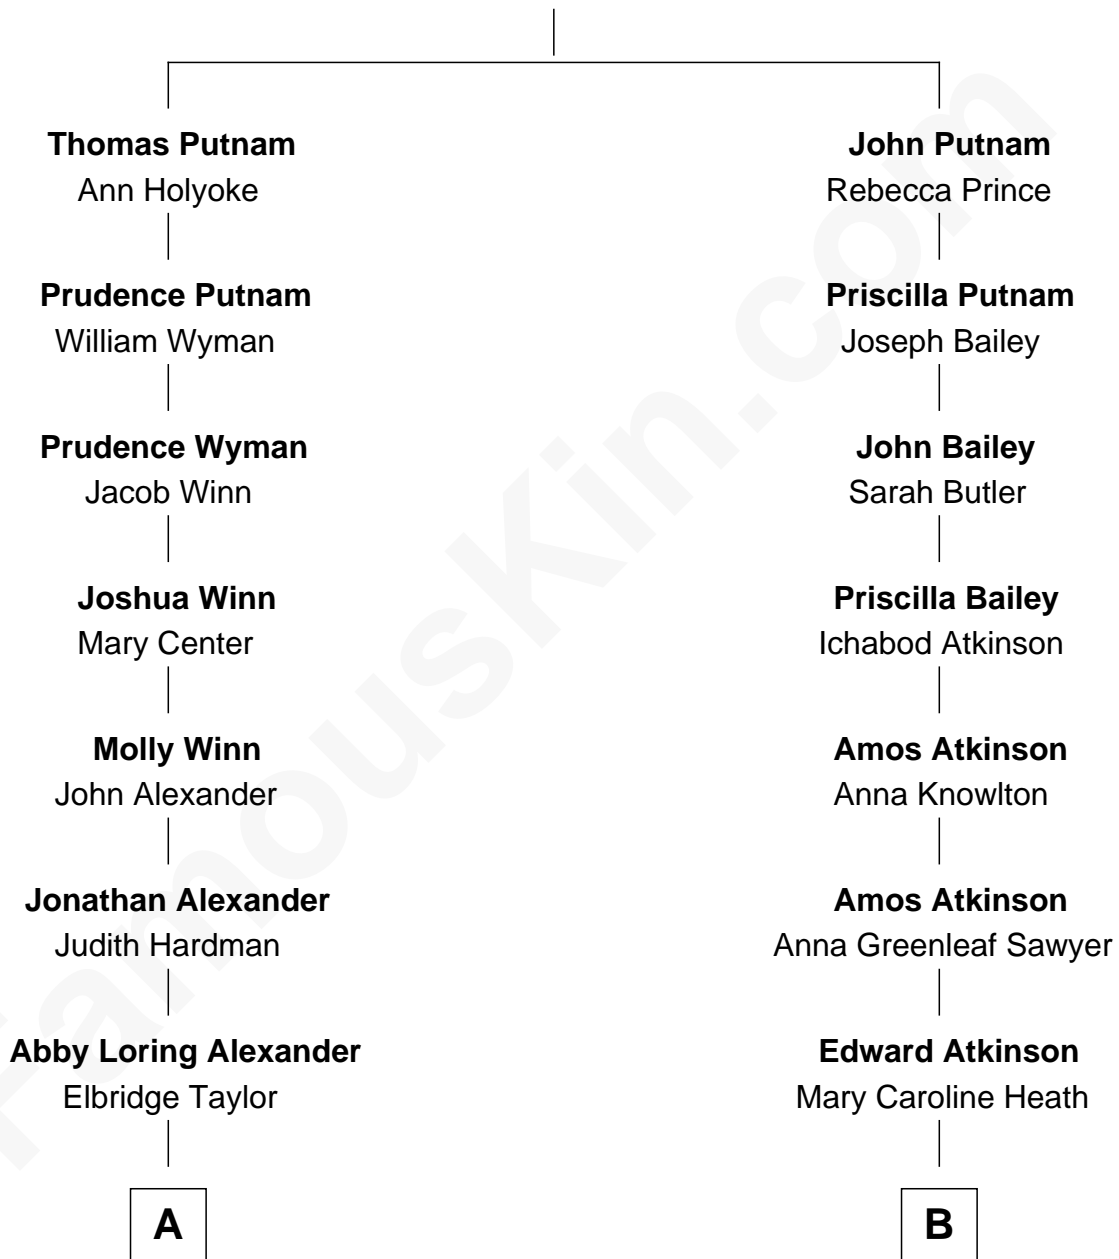 Thomas Putnam
Ann Holyoke
Prudence Putnam
William Wyman
Prudence Wyman
Jacob Winn
Joshua Winn
Mary Center
Molly Winn
John Alexander
Jonathan Alexander
Judith Hardman
Abby Loring Alexander
Elbridge Taylor
A
John Putnam
Rebecca Prince
Priscilla Putnam
Joseph Bailey
John Bailey
Sarah Butler
Priscilla Bailey
Ichabod Atkinson
Amos Atkinson
Anna Knowlton
Amos Atkinson
Anna Greenleaf Sawyer
Edward Atkinson
Mary Caroline Heath
B
FamousKin.com